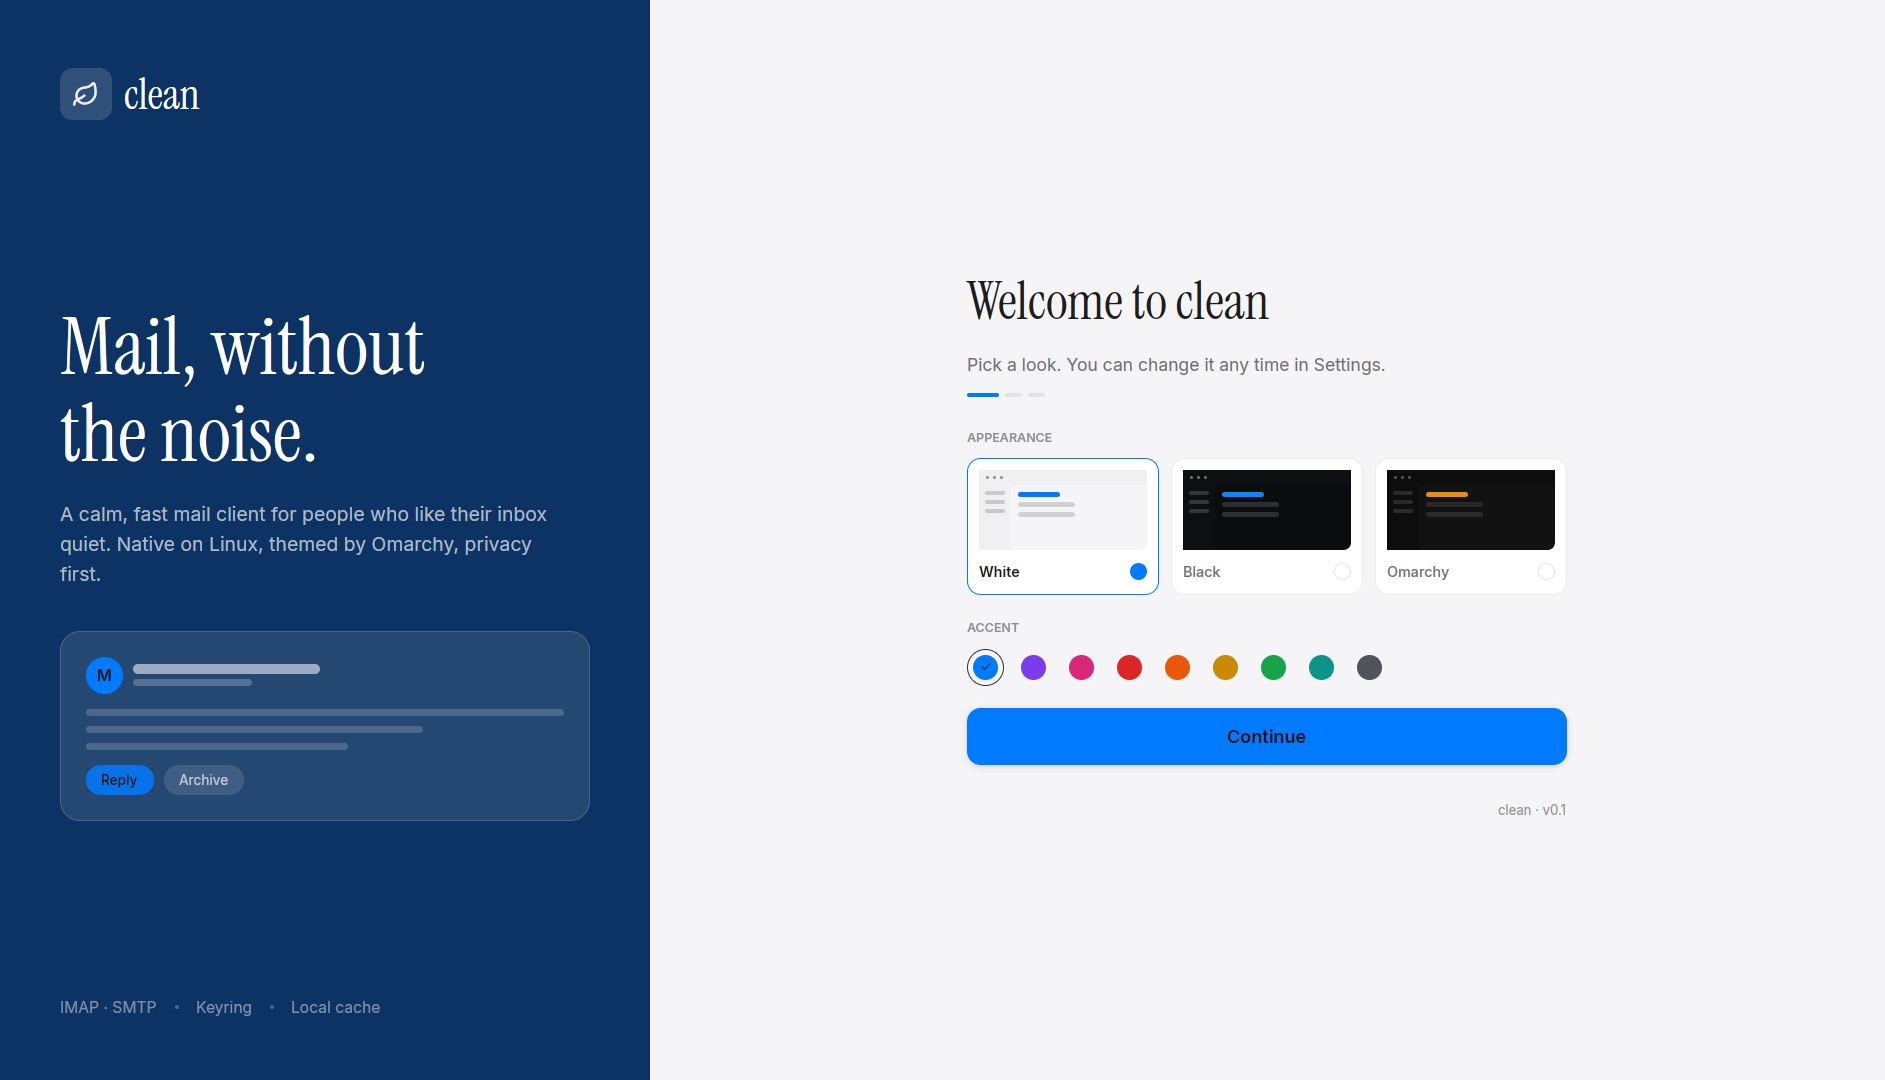 clean
Mail, without
the noise.
A calm, fast mail client for people who like their inbox
quiet. Native on Linux, themed by Omarchy, privacy
first.
M
Reply
Archive
IMAP · SMTP • Keyring • Local cache
Welcome to clean
Pick a look. You can change it any time in Settings.
APPEARANCE
White
Black
Omarchy
ACCENT
Continue
clean · v0.1